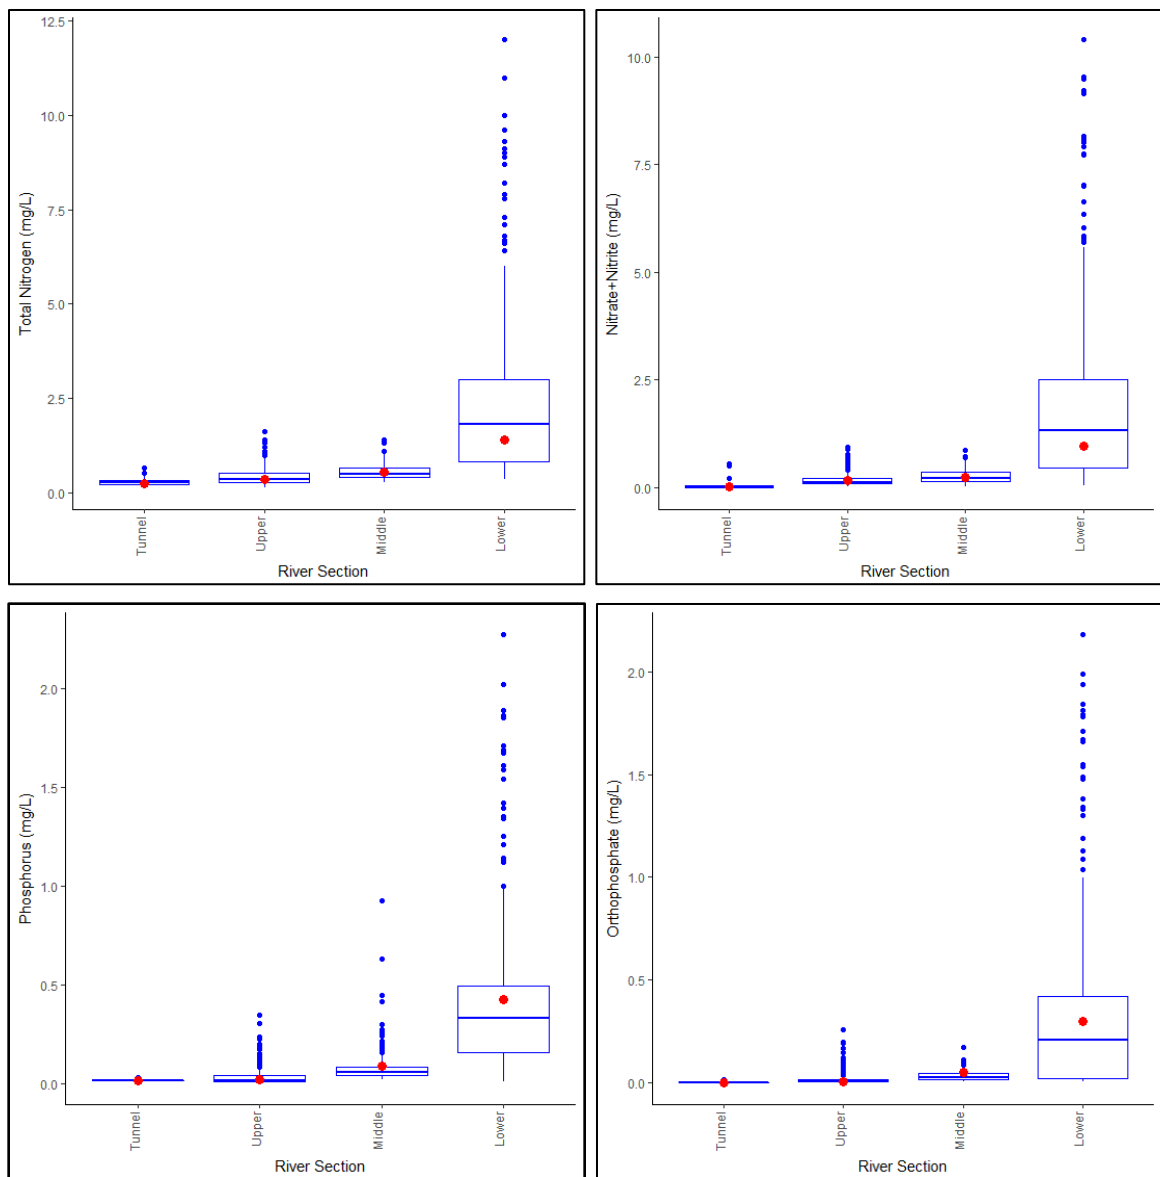 Total Nitrogen (mg/L)
12.5
10.0
7.5
5.0
2.5
0.0
Tunnel
Upper
Middle
Lower
River Section
Nitrate+Nitrite (mg/L)
10.0
7.5
5.0
2.5
0.0
Tunnel
Upper
Middle
Lower
River Section
Phosphorus (mg/L)
2.0
1.5
1.0
0.5
0.0
Tunnel
Upper
Middle
Lower
River Section
Orthophosphate (mg/L)
2.0
1.5
1.0
0.5
0.0
Tunnel
Upper
Middle
Lower
River Section